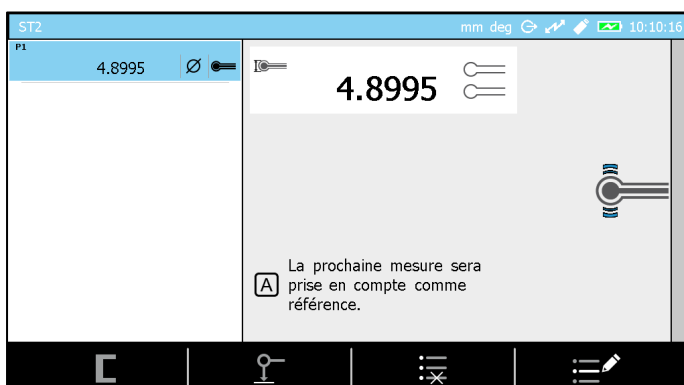 ST2
mm deg 10:10:16
P1
4.8995 Ø
4.8995
A
La prochaine mesure sera
prise en compte comme
référence.